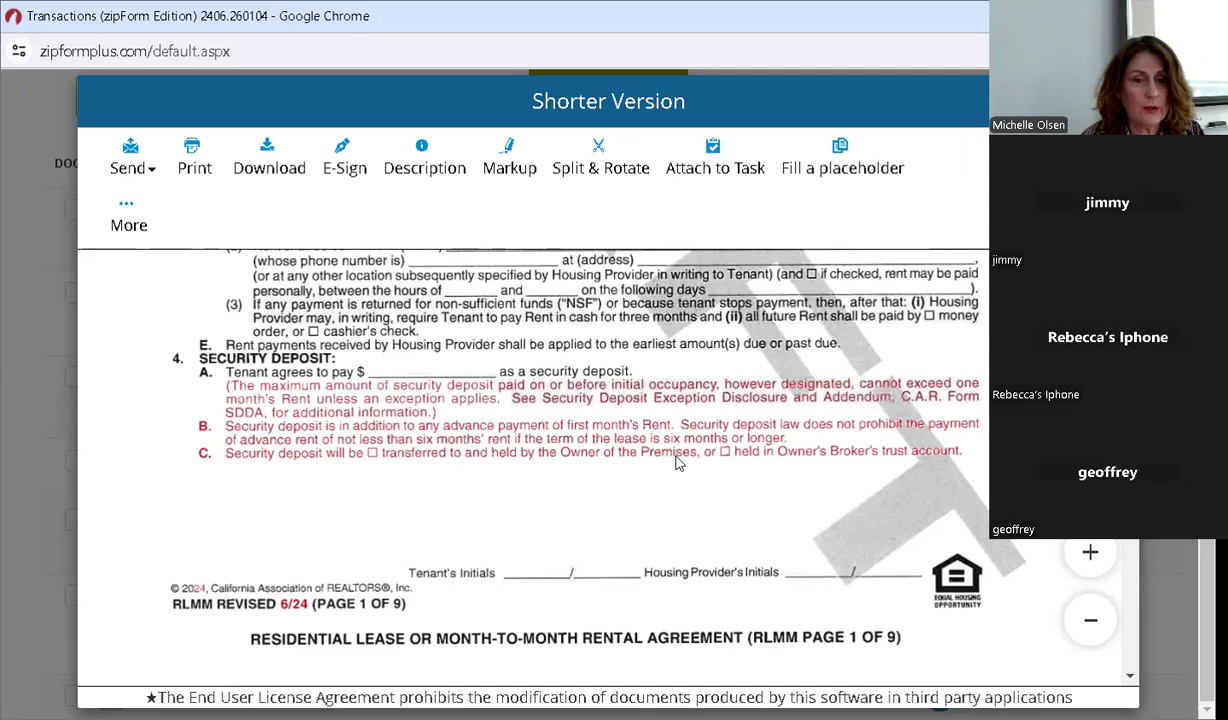 Transactions (zipForm Edition) 2406.260104 - Google Chrome
zipformplus.com/default.aspx
Shorter Version
Send
Print
Download
E-Sign
Description
Markup
Split & Rotate
Attach to Task
Fill a placeholder
More
(whose phone number is) ____ at (address) ____,
(or at any other location subsequently specified by Housing Provider in writing to Tenant) (and ☐ if checked, rent may be paid
personally, between the hours of ____ and ____ on the following days ____).
(3) If any payment is returned for non-sufficient funds ("NSF") or because tenant stops payment, then, after that: (i) Housing
Provider may, in writing, require Tenant to pay Rent in cash for three months and (ii) all future Rent shall be paid by ☐ money
order, or ☐ cashier's check.
E. Rent payments received by Housing Provider shall be applied to the earliest amount(s) due or past due.
4. SECURITY DEPOSIT:
A. Tenant agrees to pay $ ____ as a security deposit.
(The maximum amount of security deposit paid on or before initial occupancy, however designated, cannot exceed one
month's Rent unless an exception applies. See Security Deposit Exception Disclosure and Addendum, C.A.R. Form
SDDA, for additional information.)
B. Security deposit is in addition to any advance payment of first month's Rent. Security deposit law does not prohibit the payment
of advance rent of not less than six months' rent if the term of the lease is six months or longer.
C. Security deposit will be ☐ transferred to and held by the Owner of the Premises, or ☐ held in Owner's Broker's trust account.
Tenant's Initials ____/____ Housing Provider's Initials ____/____
© 2024, California Association of REALTORS®, Inc.
RLMM REVISED 6/24 (PAGE 1 OF 9)
EQUAL HOUSING
OPPORTUNITY
RESIDENTIAL LEASE OR MONTH-TO-MONTH RENTAL AGREEMENT (RLMM PAGE 1 OF 9)
★The End User License Agreement prohibits the modification of documents produced by this software in third party applications
DOC
Michelle Olsen
jimmy
jimmy
Rebecca's Iphone
Rebecca's Iphone
geoffrey
geoffrey